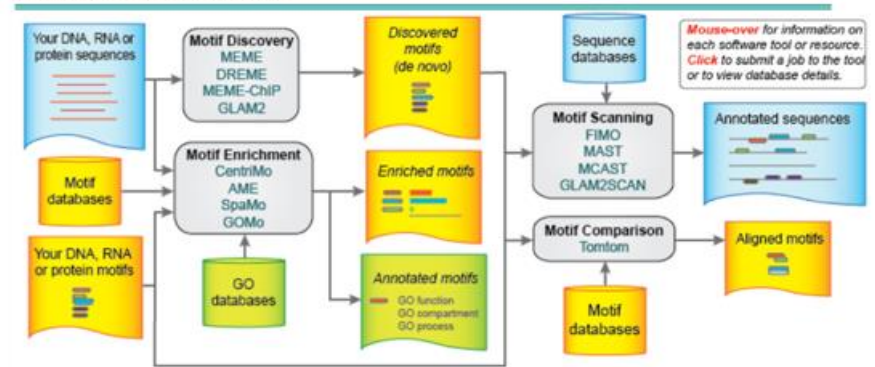 Your DNA, RNA or
protein sequences
Motif Discovery
MEME
DREME
MEME-ChIP
GLAM2
Discovered
motifs
(de novo)
Sequence
databases
Mouse-over for information on
each software tool or resource.
Click to submit a job to the tool
or to view database details.
Motif Enrichment
CentriMo
AME
SpaMo
GOMo
Enriched motifs
Motif Scanning
FIMO
MAST
MCAST
GLAM2SCAN
Annotated sequences
Motif
databases
Your DNA, RNA
or protein motifs
GO
databases
Annotated motifs
GO function
GO compartment
GO process
Motif Comparison
Tomtom
Aligned motifs
Motif
databases